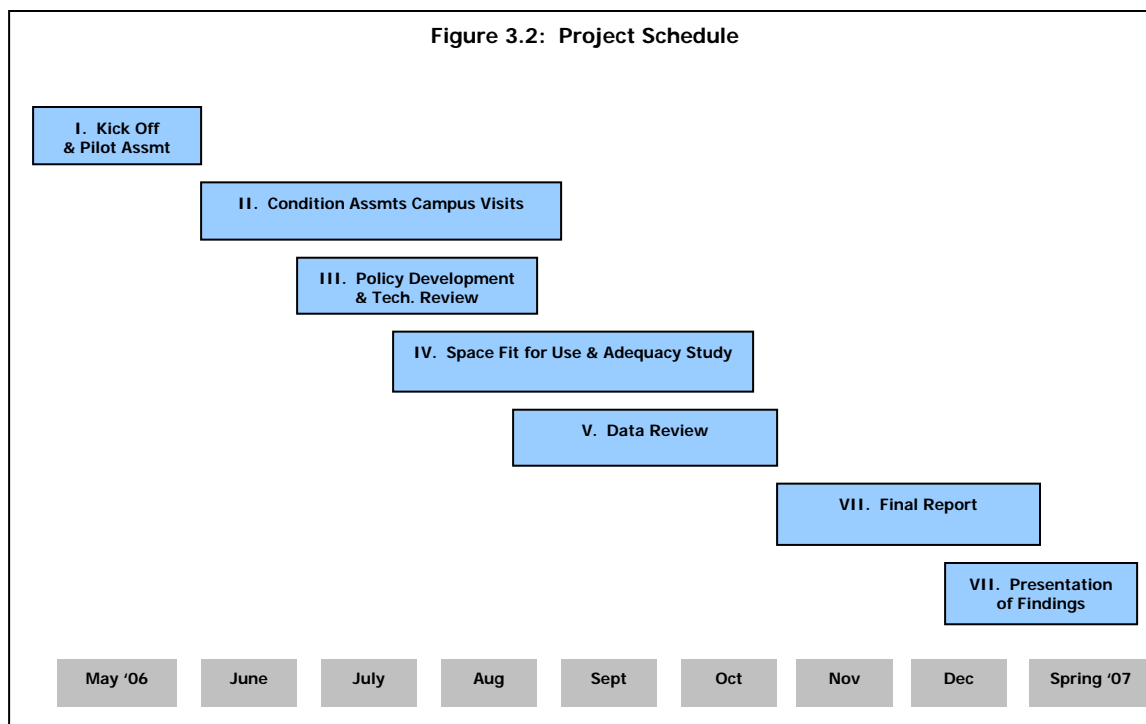 Figure 3.2: Project Schedule
I. Kick Off
& Pilot Assmt
II. Condition Assmts Campus Visits
III. Policy Development
& Tech. Review
IV. Space Fit for Use & Adequacy Study
V. Data Review
VII. Final Report
VII. Presentation
of Findings
May ‘06 June July Aug Sept Oct Nov Dec Spring ‘07